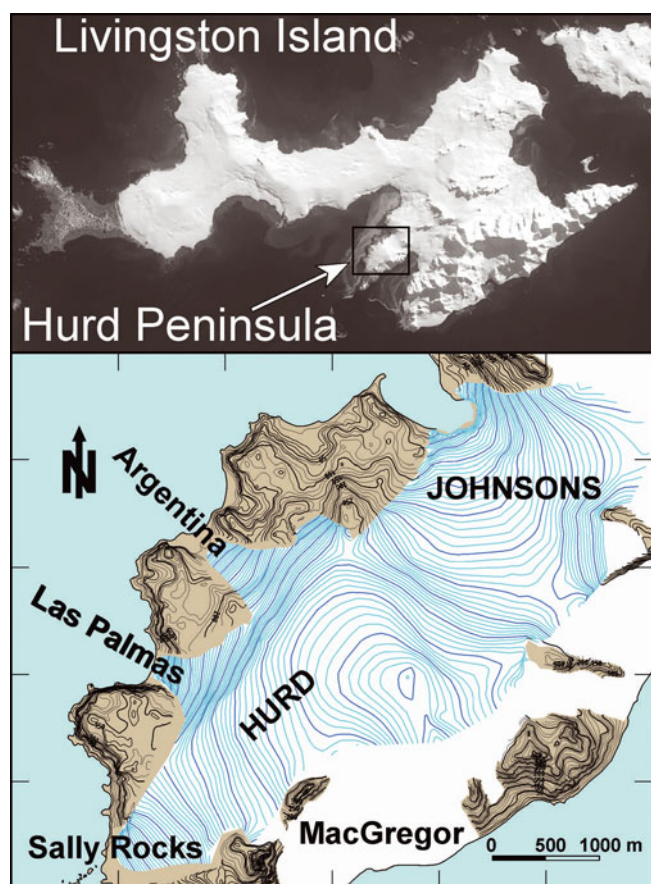 Livingston Island
Hurd Peninsula
N
Argentina
JOHNSONS
Las Palmas
HURD
MacGregor
Sally Rocks
0 500 1000 m